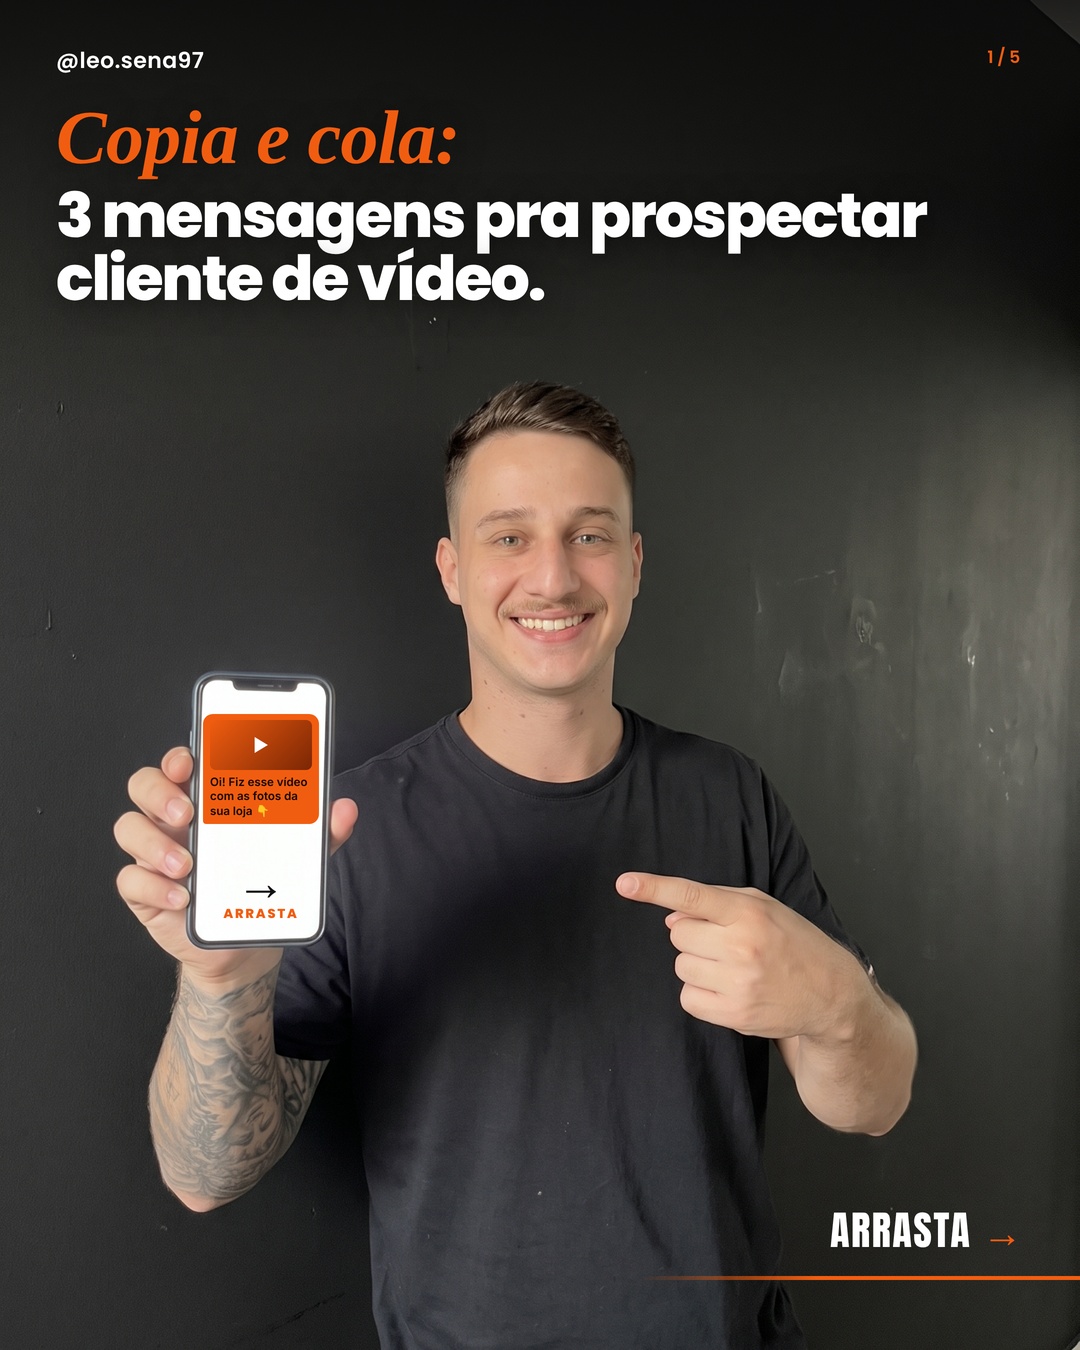 @leo.sena97
1 / 5
Copia e cola:
3 mensagens pra prospectar
cliente de vídeo.
Oi! Fiz esse vídeo
com as fotos da
sua loja 👇
→
ARRASTA
ARRASTA →